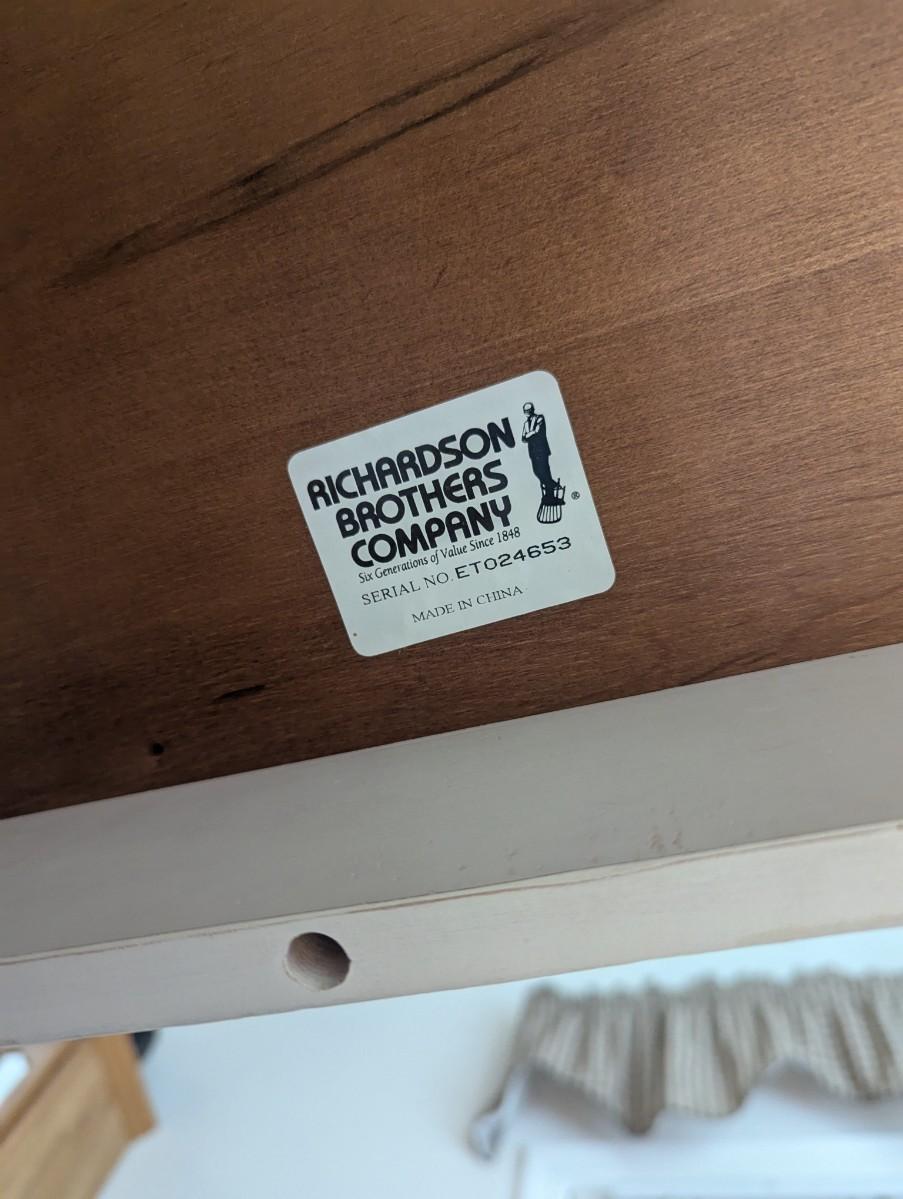 RICHARDSON
BROTHERS
COMPANY
®
Six Generations of Value Since 1848
SERIAL NO. ET024653
MADE IN CHINA